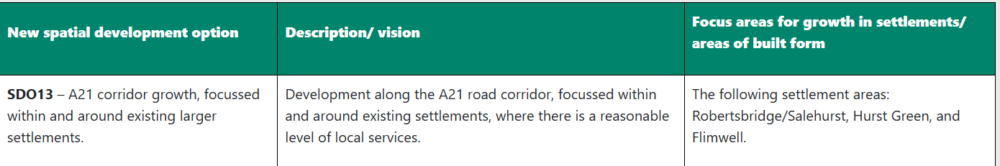 New spatial development option
Description/ vision
Focus areas for growth in settlements/
areas of built form
SDO13 – A21 corridor growth, focussed
within and around existing larger
settlements.
Development along the A21 road corridor, focussed within
and around existing settlements, where there is a reasonable
level of local services.
The following settlement areas:
Robertsbridge/Salehurst, Hurst Green, and
Flimwell.